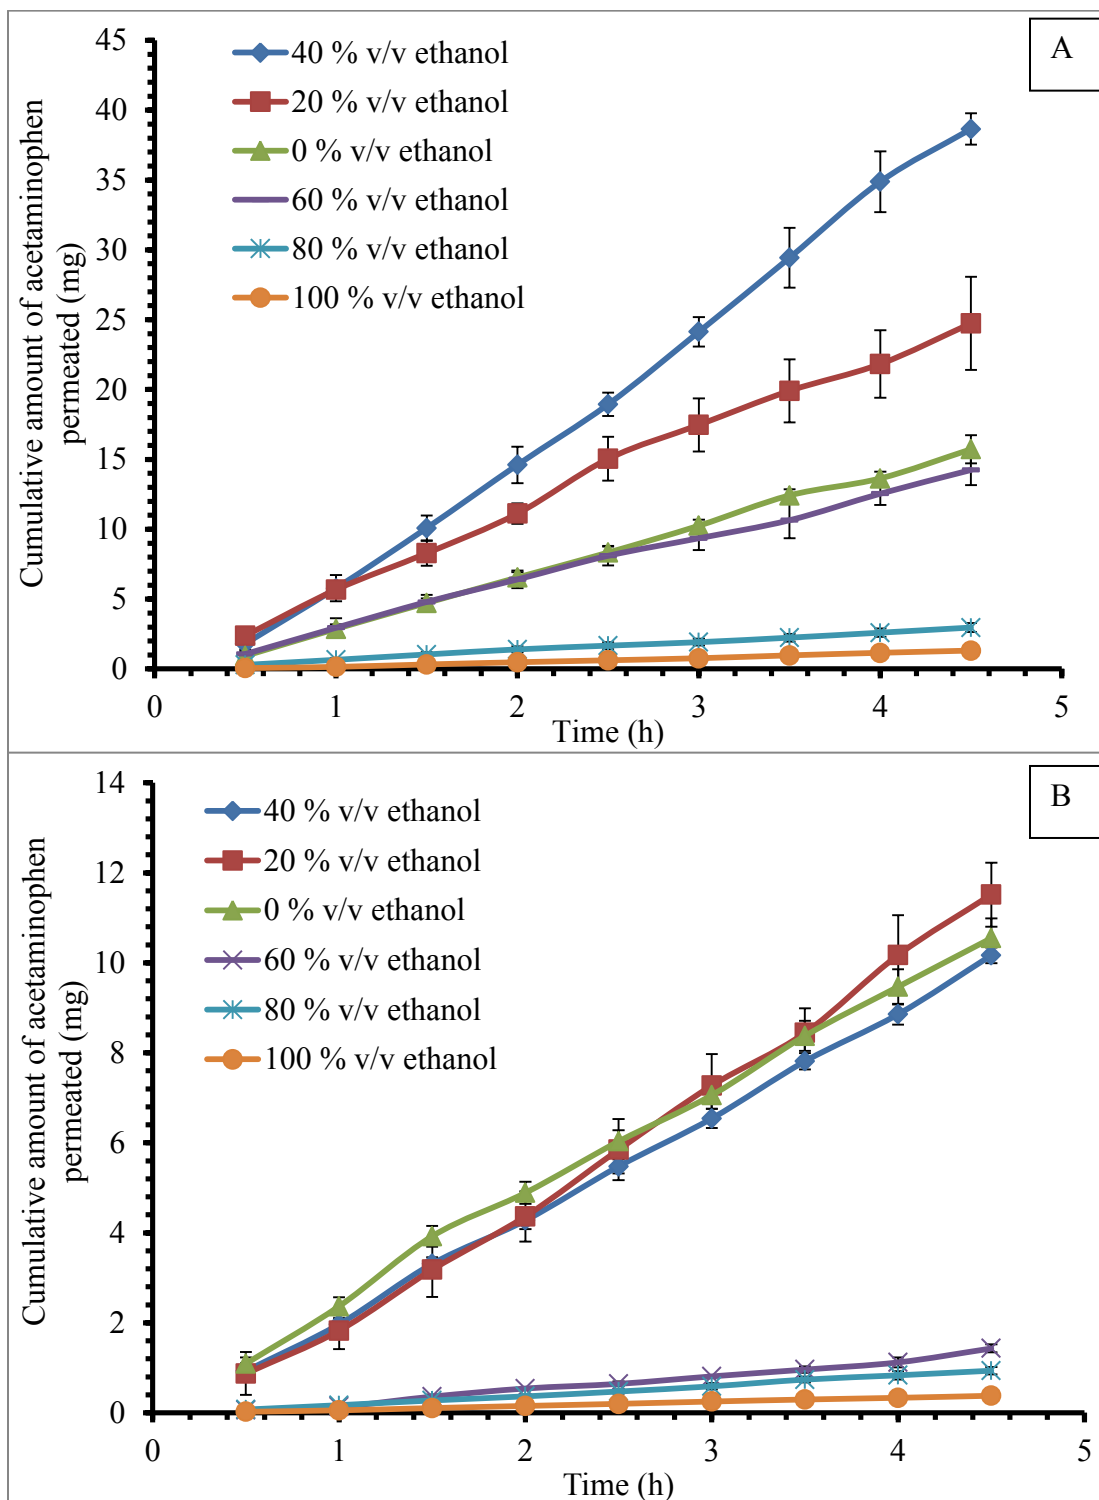 A
45
40
35
30
25
20
15
10
5
0
40 % v/v ethanol
20 % v/v ethanol
0 % v/v ethanol
60 % v/v ethanol
80 % v/v ethanol
100 % v/v ethanol
Cumulative amount of acetaminophen
permeated (mg
0 1 2 3 4 5
Time (h)
B
14
12
10
8
6
4
2
0
40 % v/v ethanol
20 % v/v ethanol
0 % v/v ethanol
60 % v/v ethanol
80 % v/v ethanol
100 % v/v ethanol
Cumulative amount of acetaminophen
permeated (mg)
0 1 2 3 4 5
Time (h)